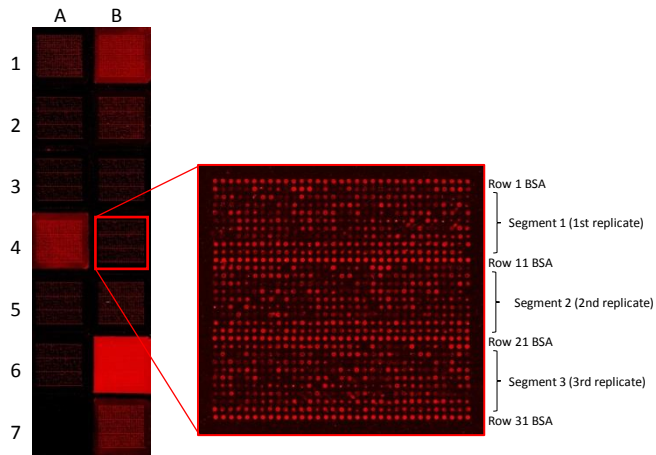 A B
1
2
3
4
5
6
7
Row 1 BSA
Segment 1 (1st replicate)
Row 11 BSA
Segment 2 (2nd replicate)
Row 21 BSA
Segment 3 (3rd replicate)
Row 31 BSA